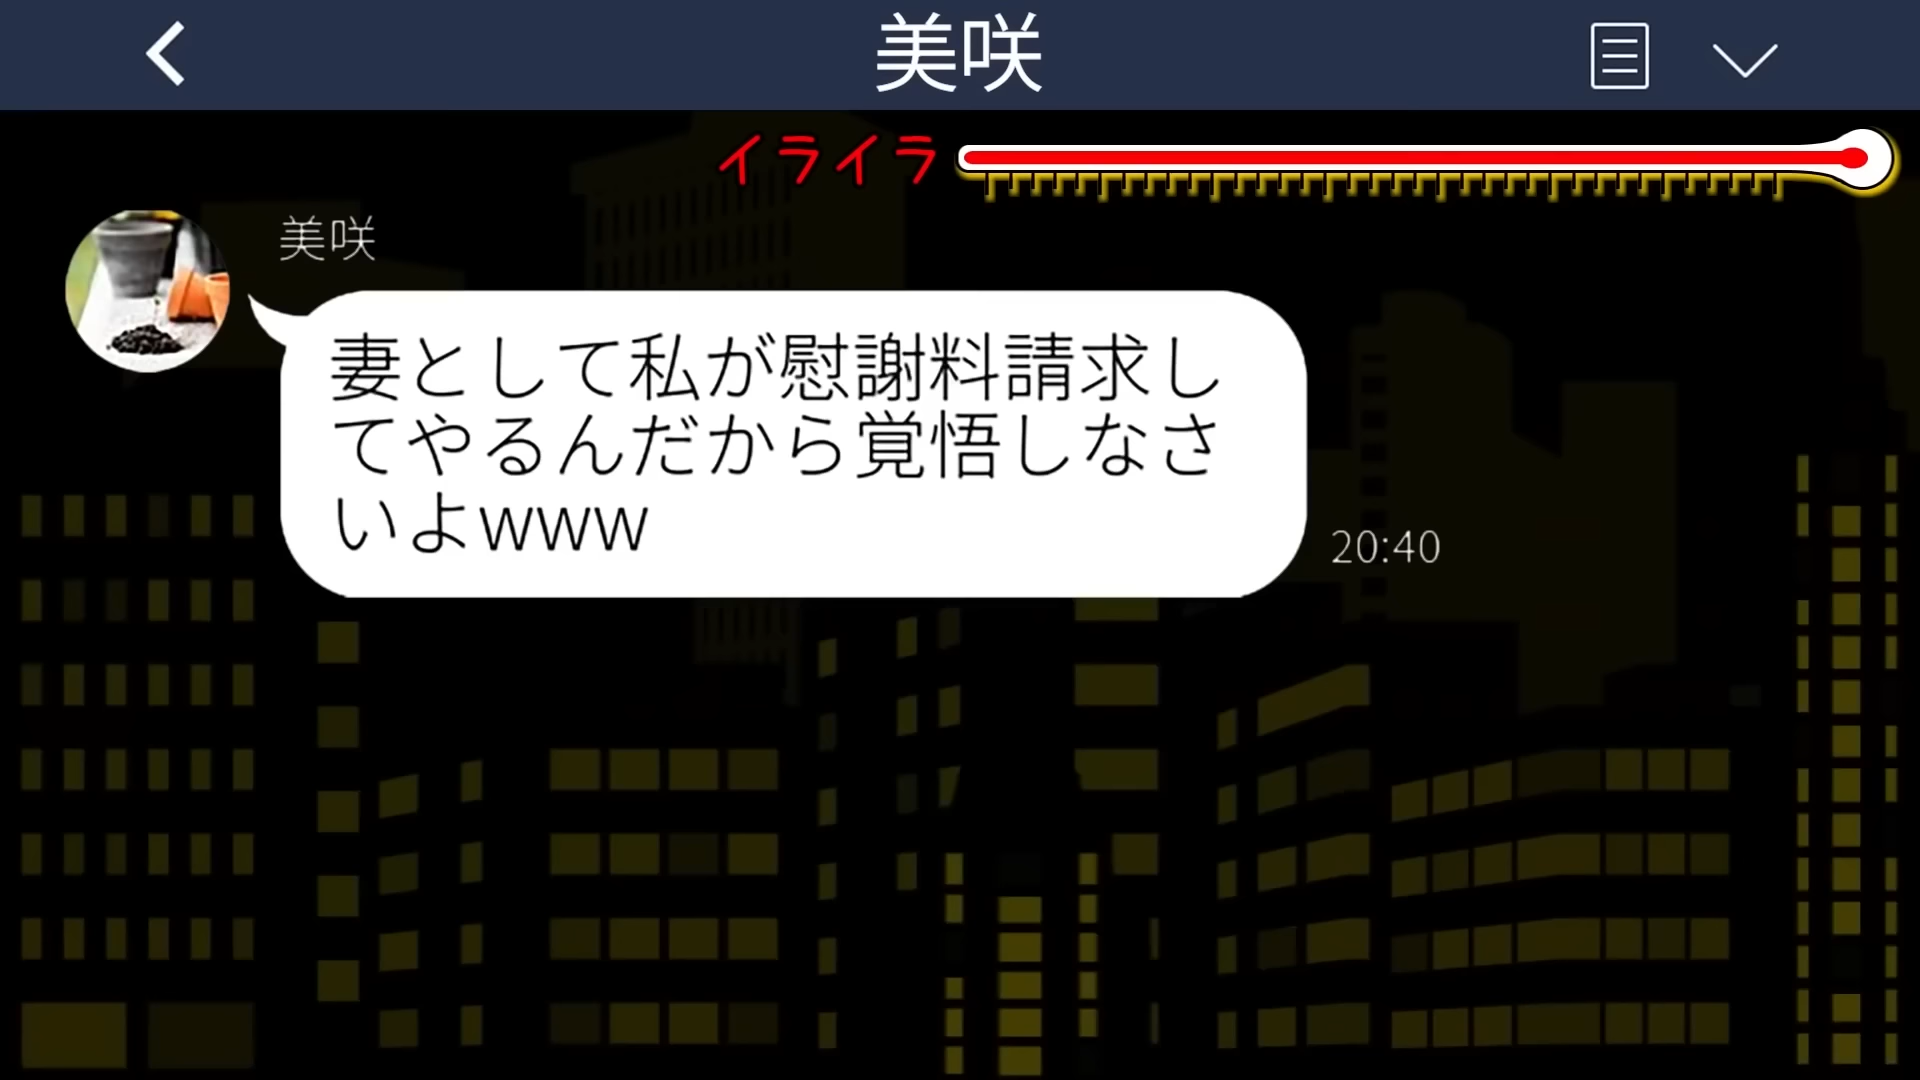 美咲
イライラ
美咲
妻として私が慰謝料請求し
てやるんだから覚悟しなさ
いよwww
20:40